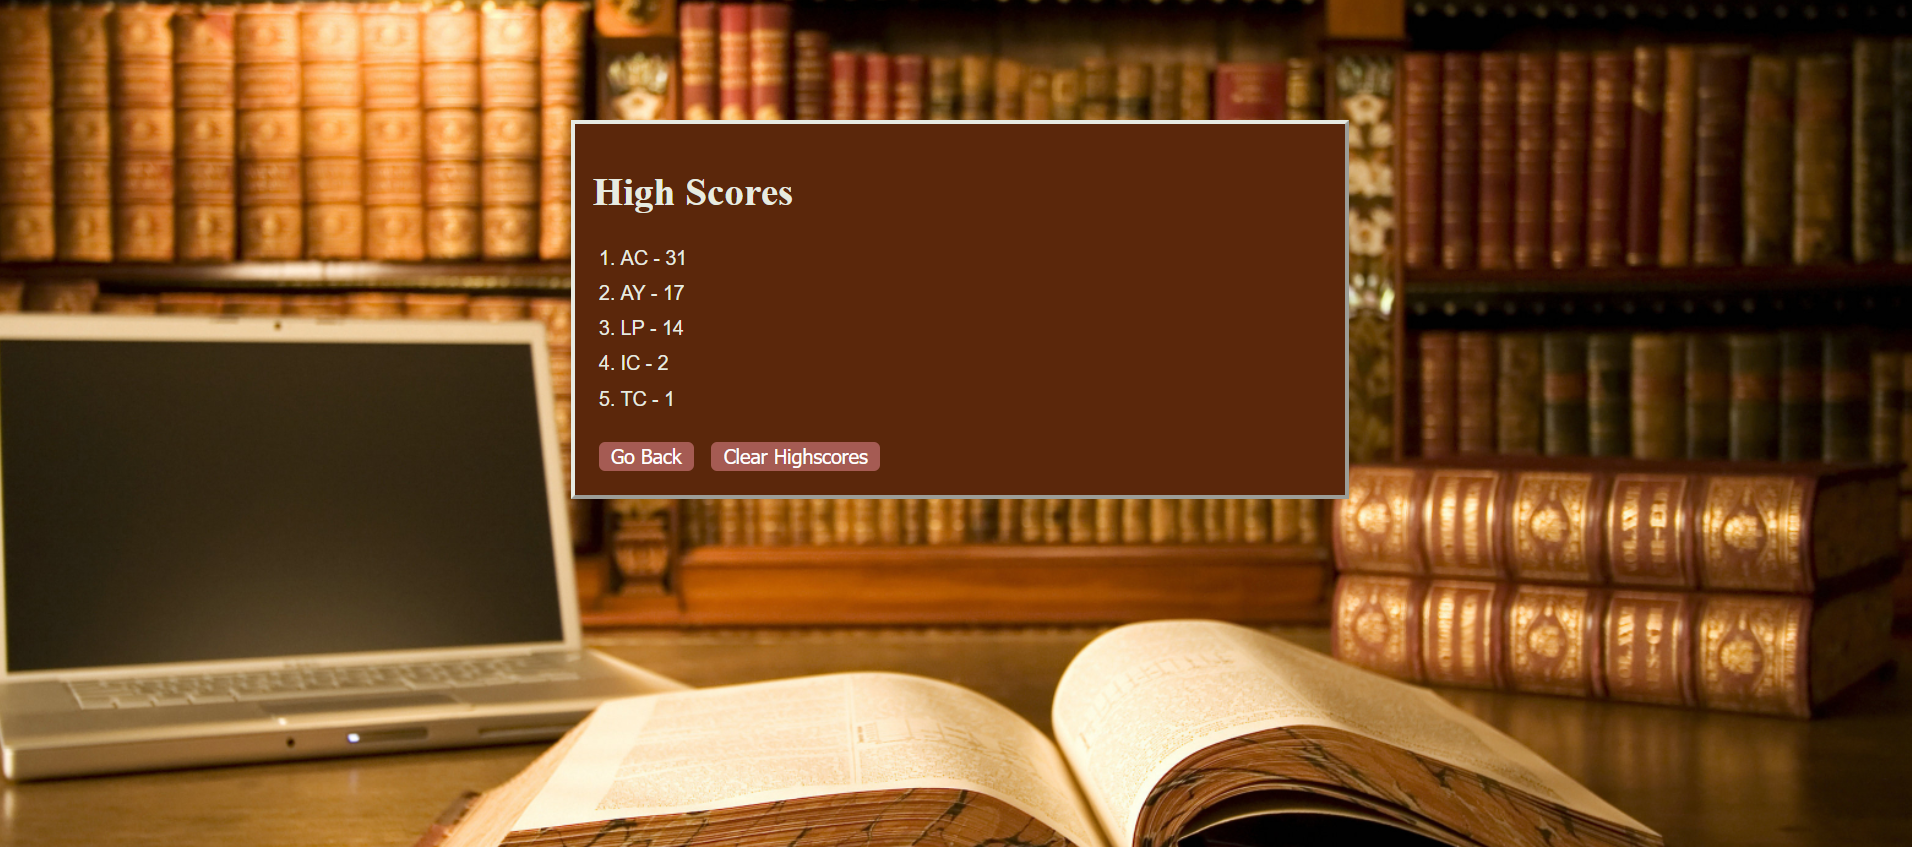 High Scores
1. AC - 31
2. AY - 17
3. LP - 14
4. IC - 2
5. TC - 1
Go Back
Clear Highscores